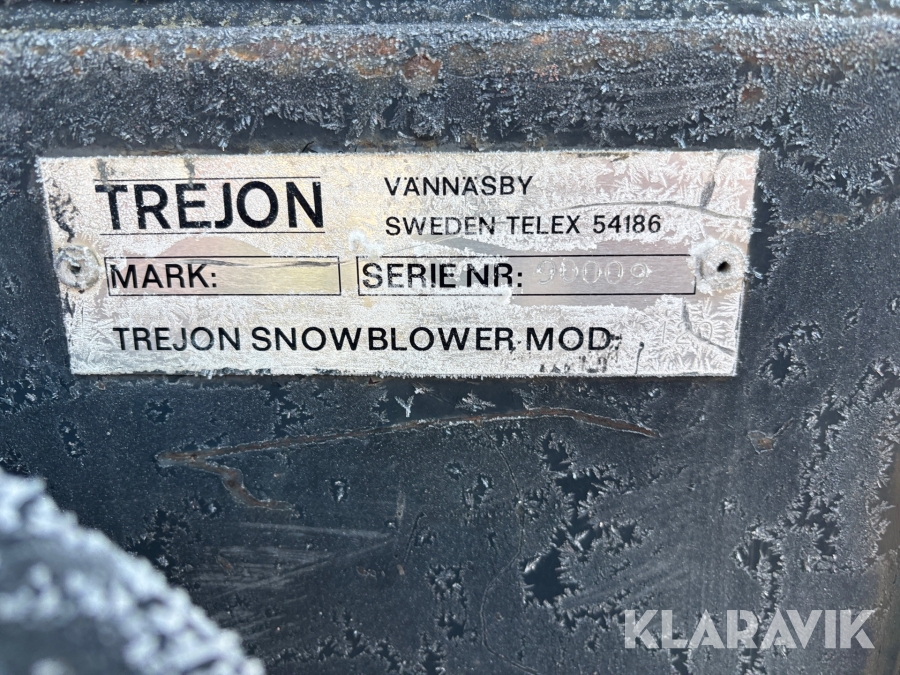 TREJON
VÄNNÄSBY
SWEDEN TELEX 54186
MARK:
SERIE NR:
TREJON SNOWBLOWER MOD:
KLARAVIK